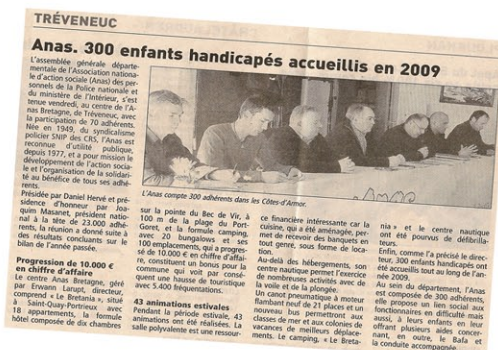 TRÉVENEUC
Anas. 300 enfants handicapés accueillis en 2009
L'assemblée générale départe-
mentale de l'Association nationa-
le d'action sociale (Anas) des per-
sonnels de la Police nationale et
du ministère de l'Intérieur, s'est
tenue vendredi, au centre de l'A-
nas Bretagne, de Tréveneuc, avec
la participation de 70 adhérents.
Née en 1949, du syndicalisme
policier SNIP des CRS, l'Anas est
reconnue d'utilité publique,
depuis 1977, et a pour mission le
développement de l'action socia-
le et l'organisation de la solidari-
té au bénéfice de tous ses adhé-
rents.
Présidée par Daniel Hervé et pré-
sidence d'honneur par Joa-
quim Masanet, président natio-
nal à la tête de 23.000 adhé-
rents, la réunion a donné satis-
des résultats concluants sur le
bilan de l'année passée.
Progression de 10.000 €
en chiffre d'affaire
Le centre Anas Bretagne, géré
par Erwann Larupt, directeur,
comprend « Le Bretania », situé
à Saint-Quay-Portrieux avec
18 appartements, la formule
hôtel composée de dix chambres
L'Anas compte 300 adhérents dans les Côtes-d'Armor.
sur la pointe du Bec de Vir, à
100 m de la plage du Port-
Goret, et la formule camping,
avec 20 bungalows et ses
100 emplacements, qui a progres-
sé de 10.000 € en chiffre d'affai-
re, constituent un bonus pour la
commune qui voit par consé-
quent une hausse de touristique
avec 5.400 fréquentations.
43 animations estivales
Pendant la période estivale, 43
animations ont été réalisées. La
salle polyvalente est une ressour-
ce financière intéressante car la
cuisine, qui a été aménagée, per-
met de recevoir des banquets en
tout genre, sous forme de loca-
tion.
Au-delà des hébergements, son
centre nautique permet l'exercice
de nombreuses activités avec de
la voile et de la plongée.
Un canot pneumatique à moteur
flambant neuf de 21 places et un
nouveau bus permettront aux
classes de mer et aux colonies de
vacances de meilleurs déplace-
ments. Le camping, « Le Breta-
nia » et le centre nautique
ont été pourvus de défibrilla-
teurs.
Enfin, comme l'a précisé le direc-
teur, 300 enfants handicapés ont
été accueillis tout au long de l'an-
née 2009.
Au sein du département, l'Anas
est composée de 300 adhérents,
elle propose un lien social aux
fonctionnaires en difficulté mais
aussi, à leurs enfants en leur
offrant plusieurs aides concer-
nant, en outre, le Bafa et
la conduite accompagnée.